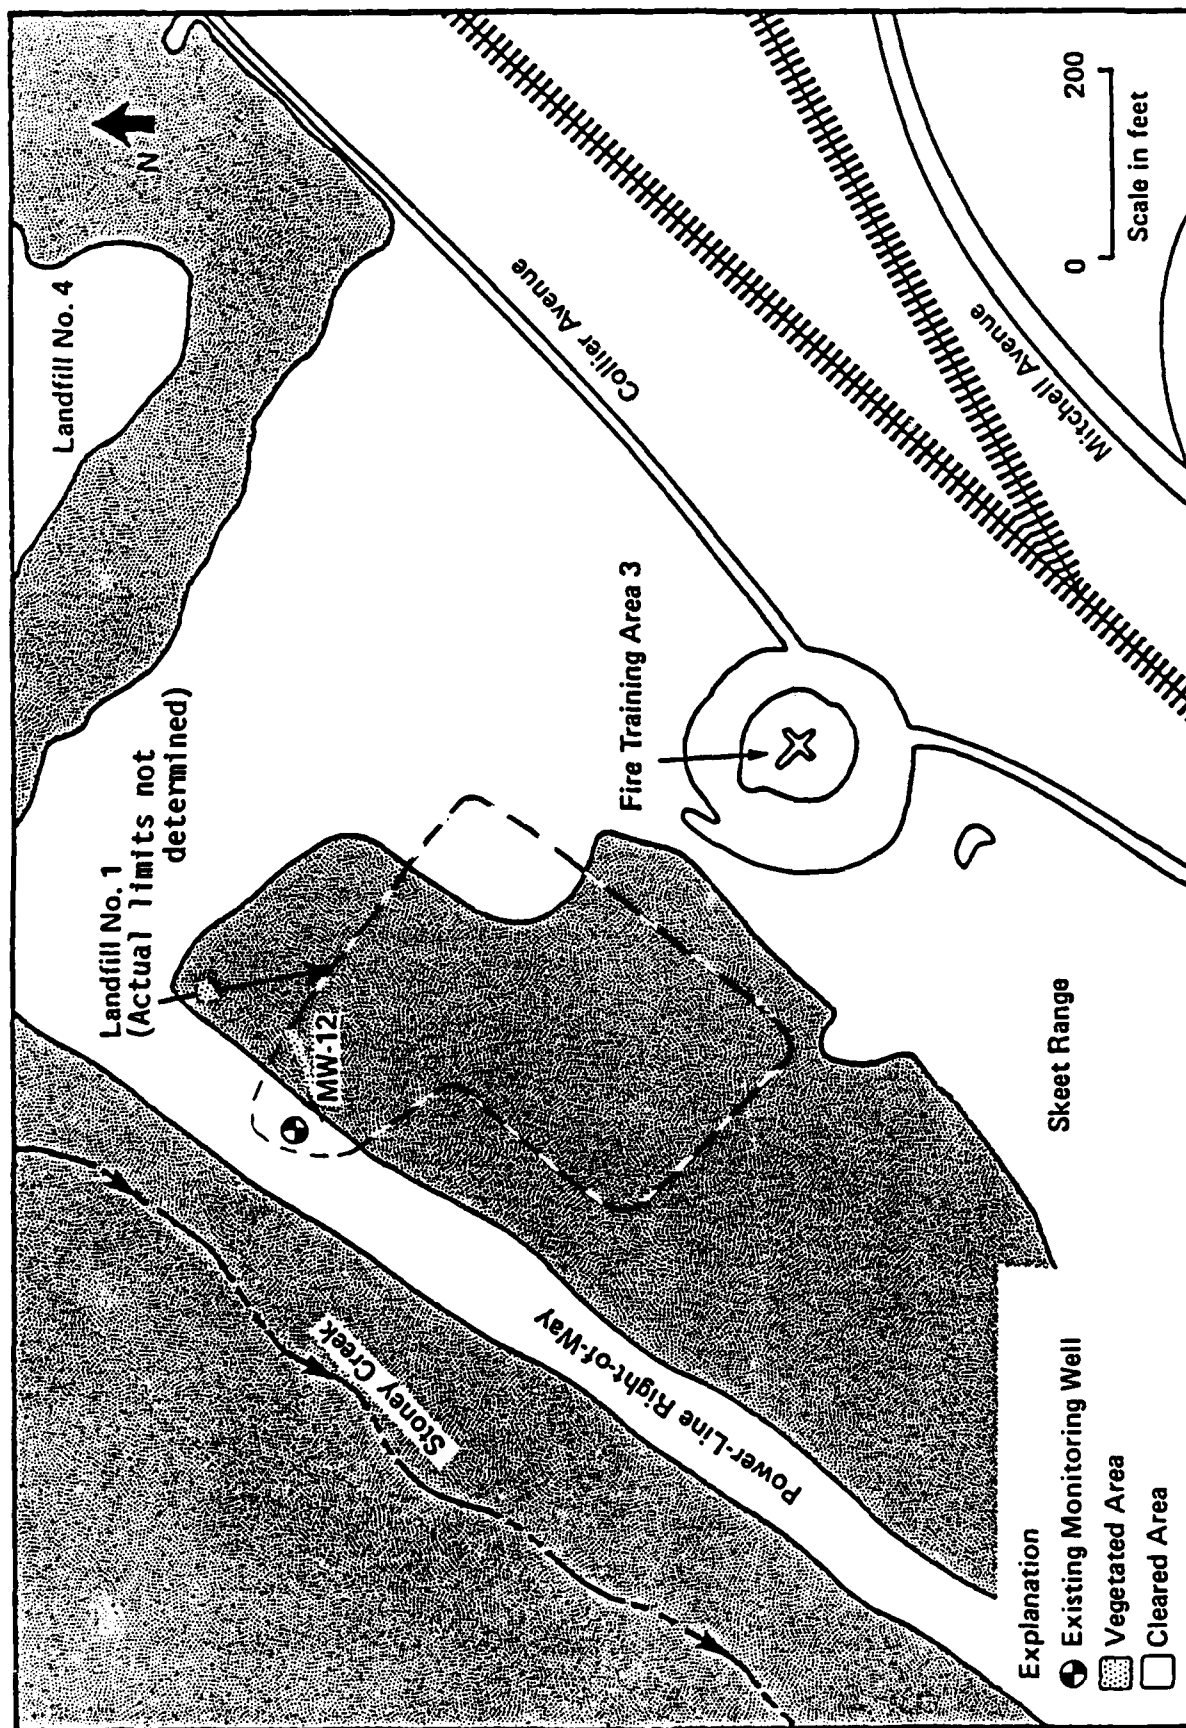 Landfill No. 4
N
Landfill No. 1
(Actual limits not
determined)
MW-12
Stoney Creek
Power-Line Right-of-Way
Collier Avenue
Fire Training Area 3
Mitchell Avenue
Skeet Range
Explanation
Existing Monitoring Well
Vegetated Area
Cleared Area
0 200
Scale in feet